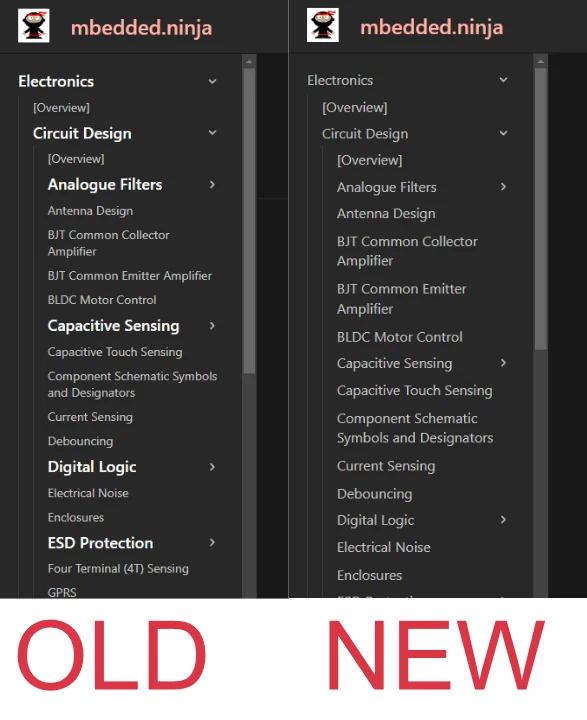 mbedded.ninja
Electronics
[Overview]
Circuit Design
[Overview]
Analogue Filters
Antenna Design
BJT Common Collector
Amplifier
BJT Common Emitter Amplifier
BLDC Motor Control
Capacitive Sensing
Capacitive Touch Sensing
Component Schematic Symbols
and Designators
Current Sensing
Debouncing
Digital Logic
Electrical Noise
Enclosures
ESD Protection
Four Terminal (4T) Sensing
GPRS
OLD
mbedded.ninja
Electronics
[Overview]
Circuit Design
[Overview]
Analogue Filters
Antenna Design
BJT Common Collector
Amplifier
BJT Common Emitter
Amplifier
BLDC Motor Control
Capacitive Sensing
Capacitive Touch Sensing
Component Schematic
Symbols and Designators
Current Sensing
Debouncing
Digital Logic
Electrical Noise
Enclosures
NEW